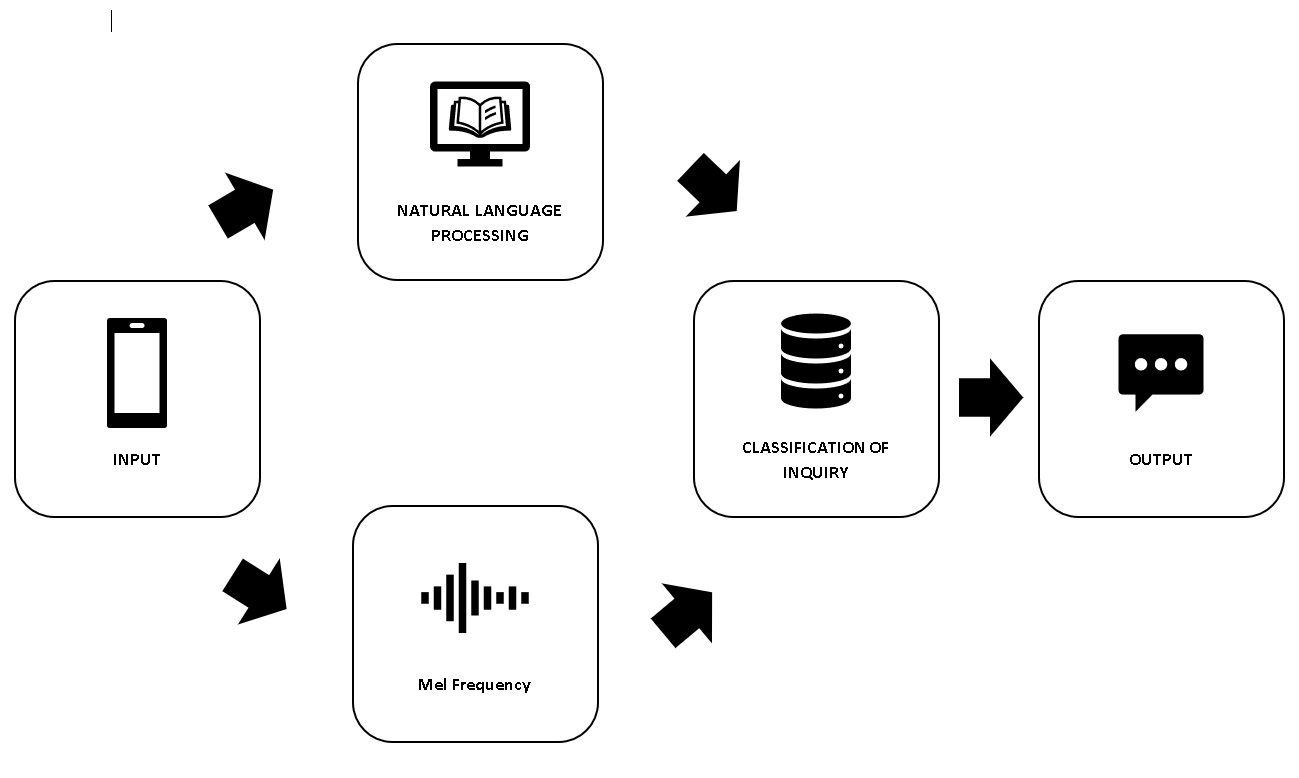 NATURAL LANGUAGE
PROCESSING
INPUT
CLASSIFICATION OF
INQUIRY
OUTPUT
Mel Frequency